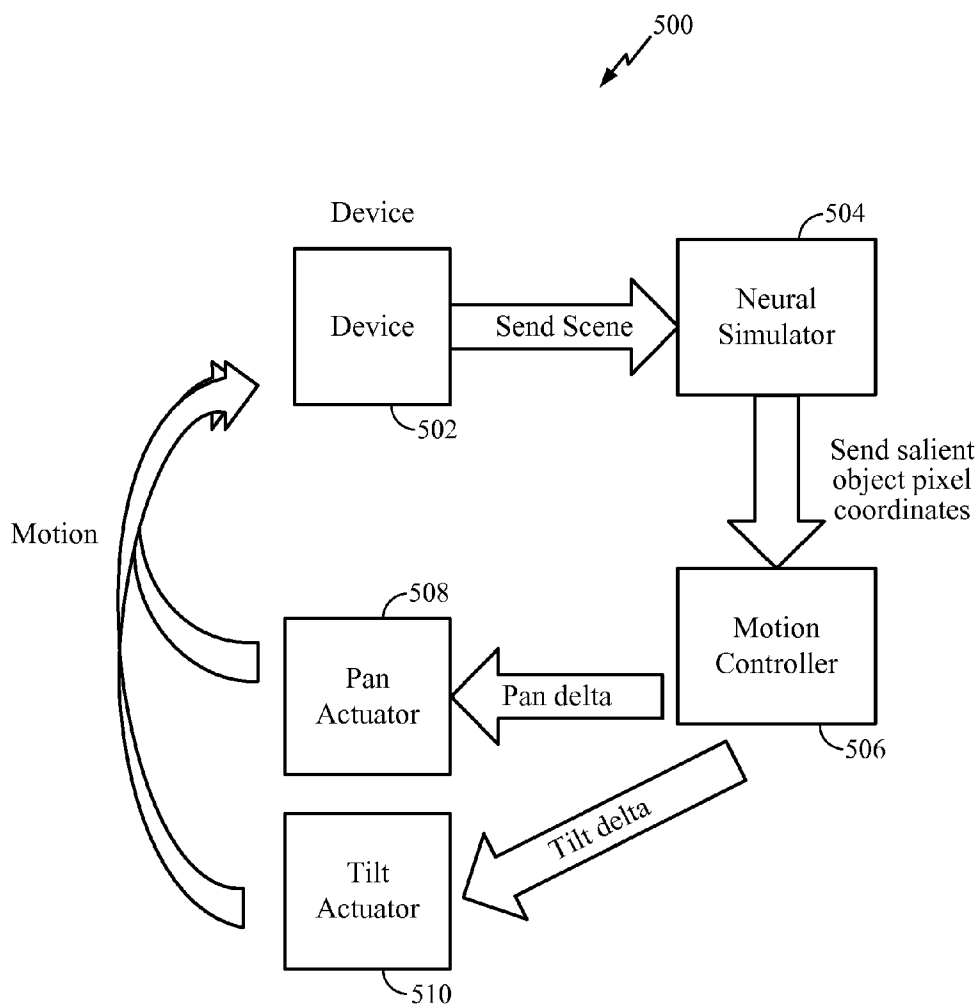 500
Device
504
Device
Send Scene
Neural
Simulator
502
Send salient
object pixel
coordinates
Motion
508
Pan
Actuator
Pan delta
Motion
Controller
506
Tilt delta
Tilt
Actuator
510